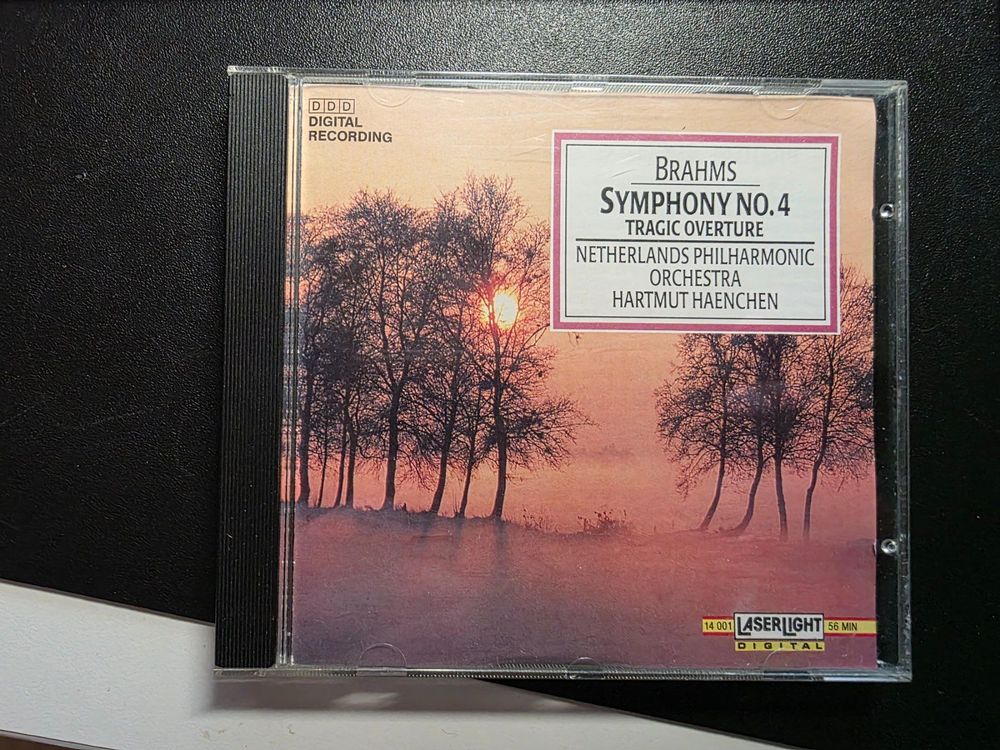 DDD
DIGITAL
RECORDING
BRAHMS
SYMPHONY NO. 4
TRAGIC OVERTURE
NETHERLANDS PHILHARMONIC
ORCHESTRA
HARTMUT HAENCHEN
14 001 LASERLIGHT 56 MIN
DIGITAL